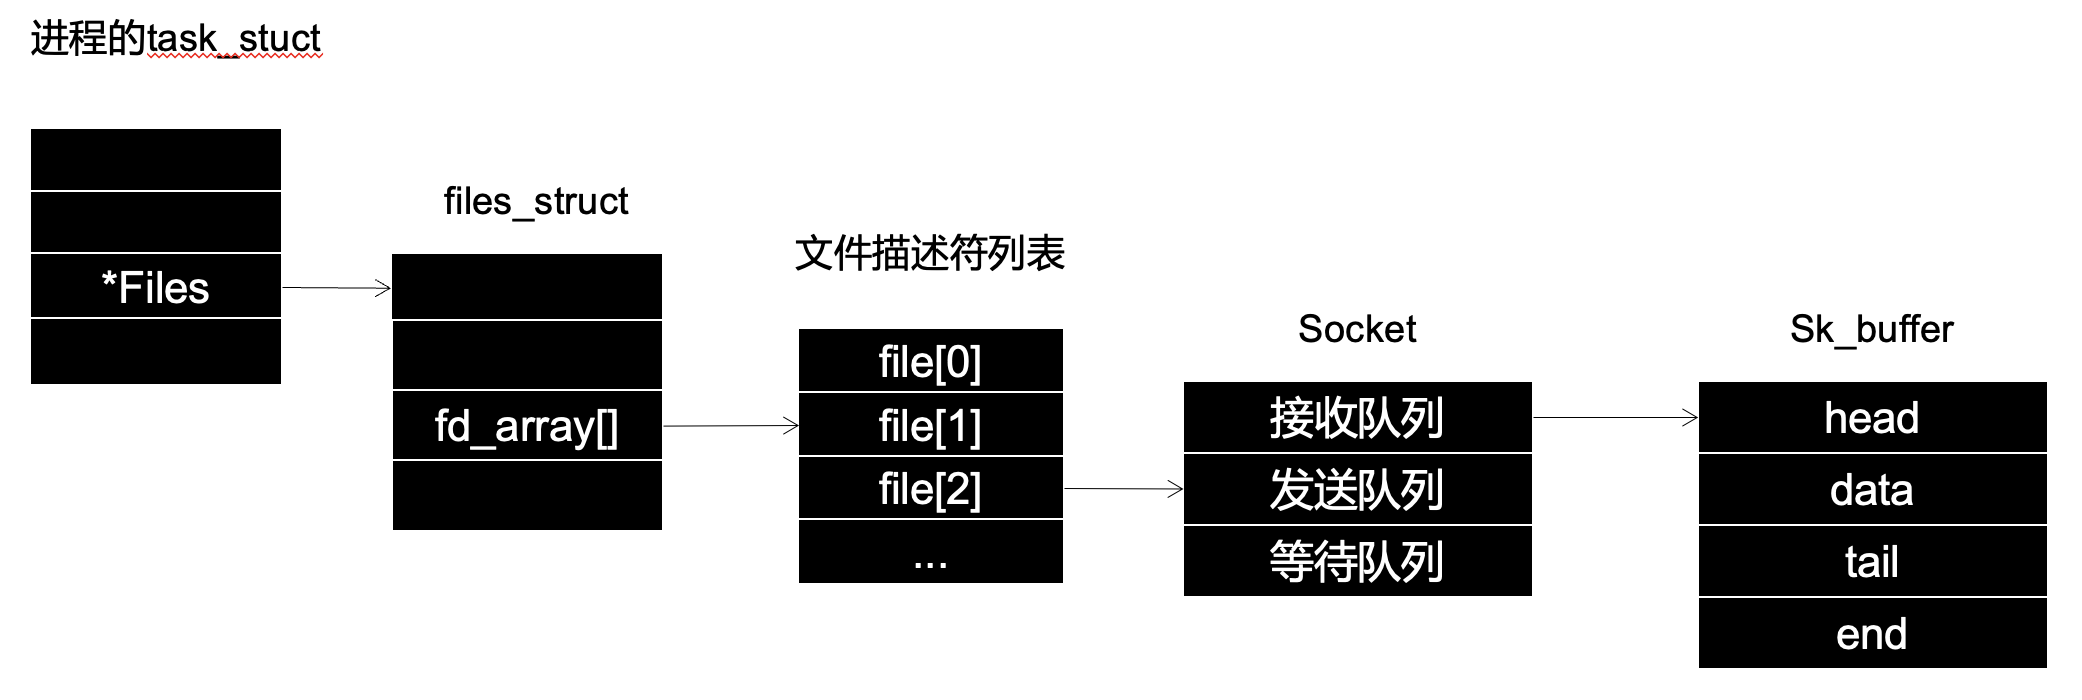 进程的task_stuct
*Files
files_struct
fd_array[]
文件描述符列表
file[0]
file[1]
file[2]
...
Socket
接收队列
发送队列
等待队列
Sk_buffer
head
data
tail
end